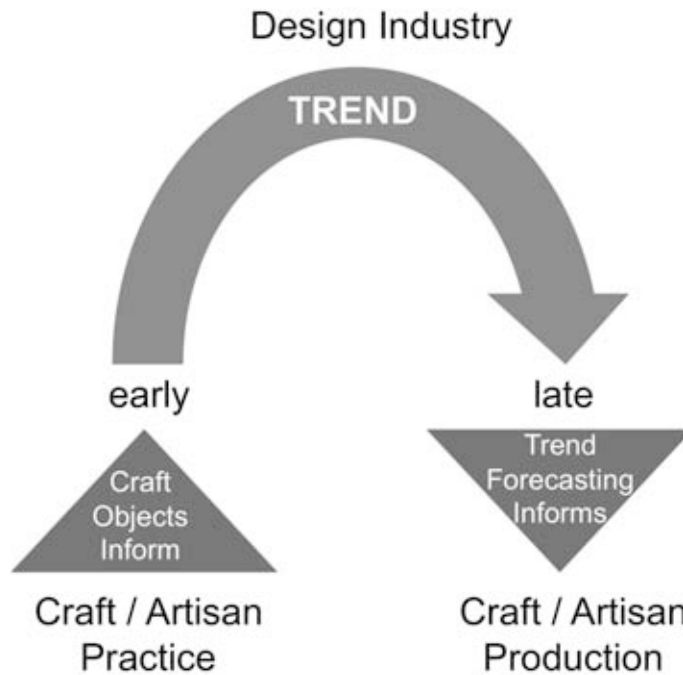 Design Industry
TREND
early
late
Craft
Objects
Inform
Trend
Forecasting
Informs
Craft / Artisan
Practice
Craft / Artisan
Production